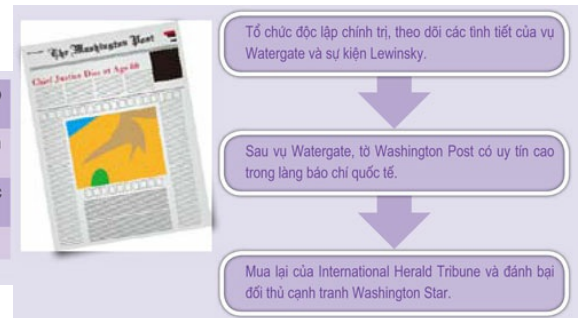 The Washington Post
Chief Justice Dies at Age 80
Tổ chức độc lập chính trị, theo dõi các tình tiết của vụ
Watergate và sự kiện Lewinsky.
Sau vụ Watergate, tờ Washington Post có uy tín cao
trong làng báo chí quốc tế.
Mua lại của International Herald Tribune và đánh bại
đối thủ cạnh tranh Washington Star.